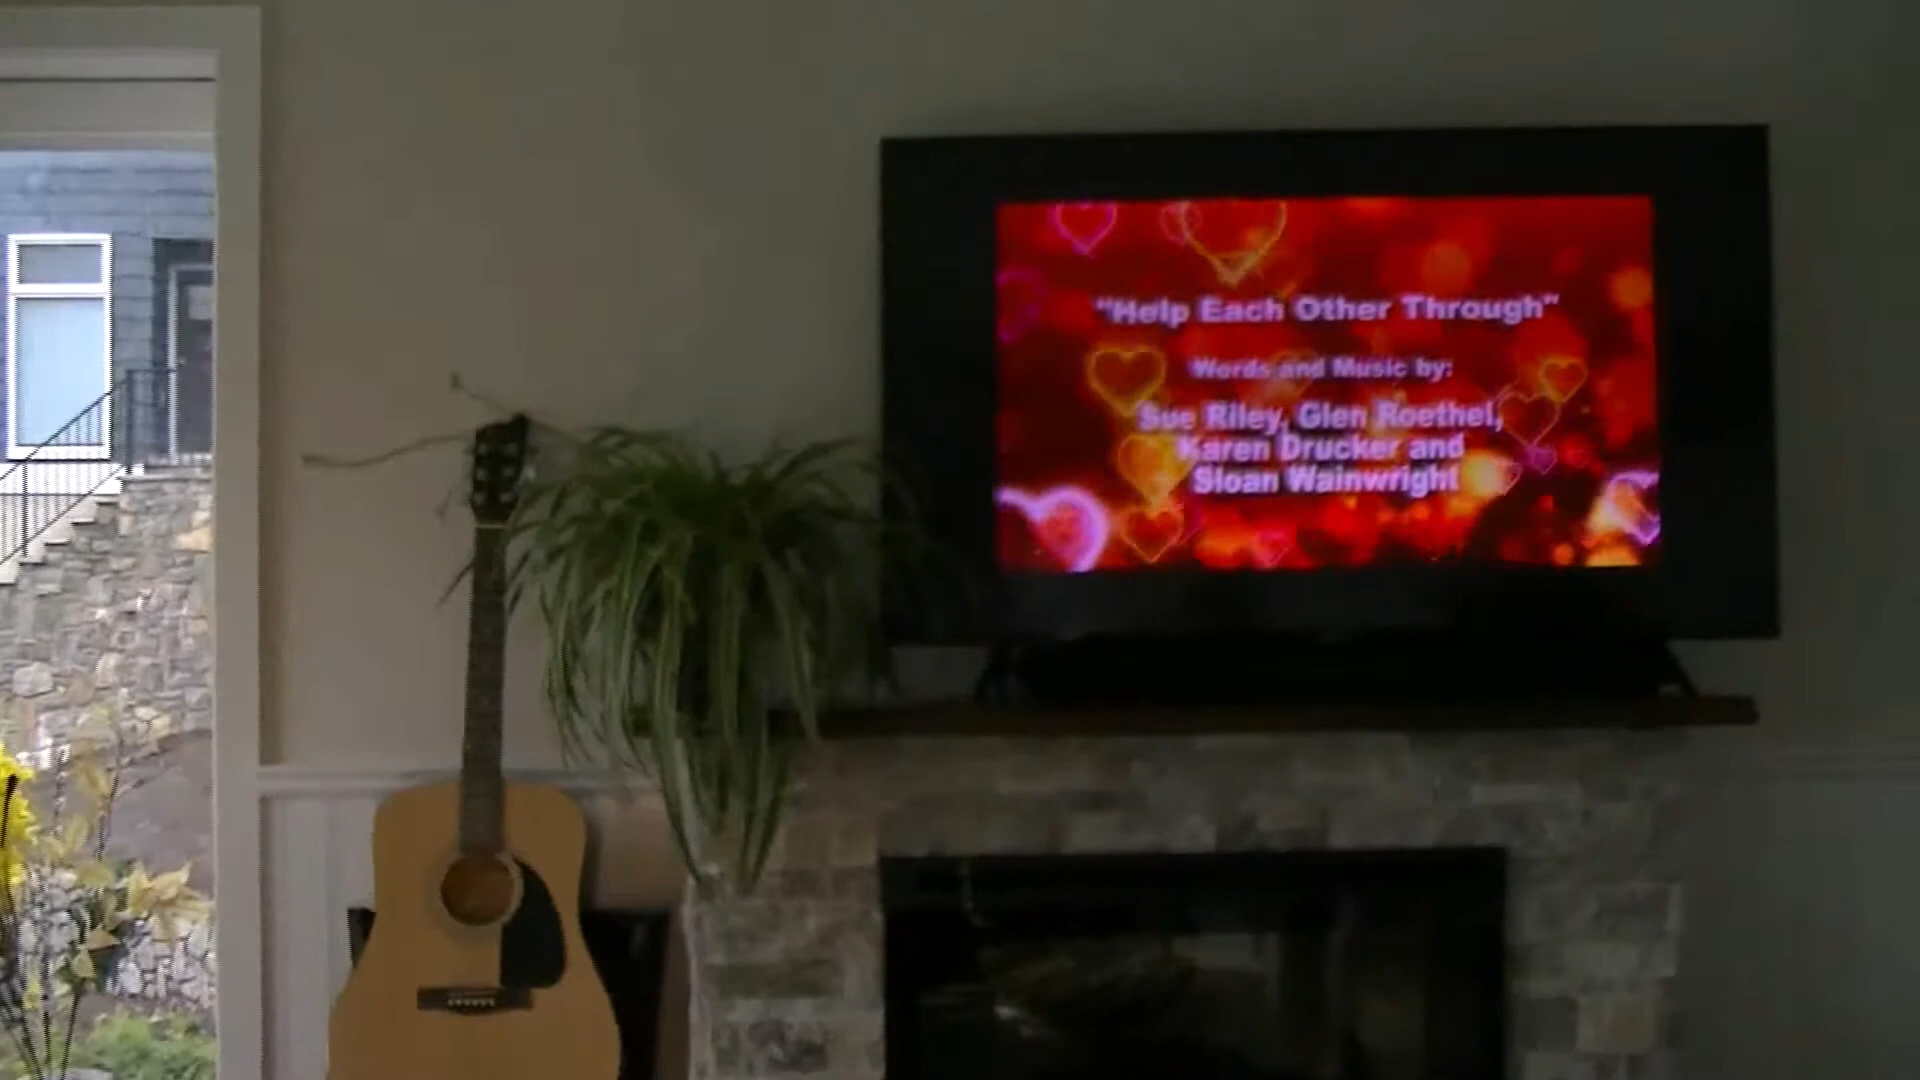 "Help Each Other Through"
Words and Music by:
Sue Riley, Glen Roethel,
Karen Drucker and
Sloan Wainwright